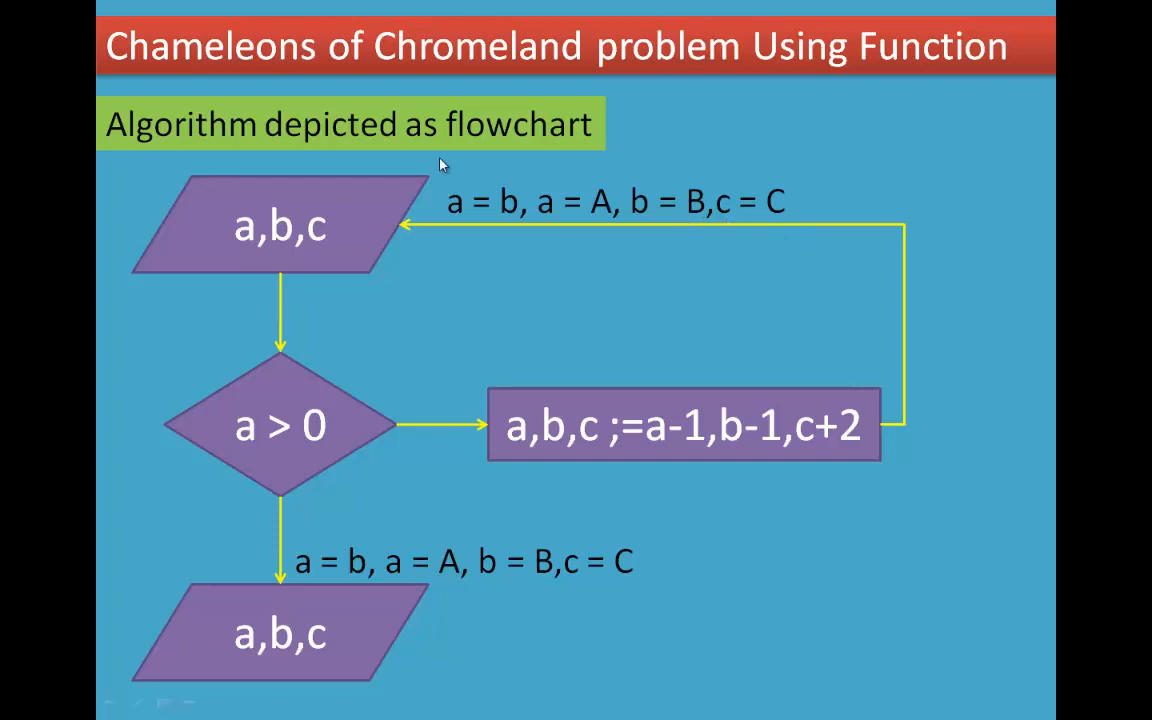 Chameleons of Chromeland problem Using Function
Algorithm depicted as flowchart
a = b, a = A, b = B,c = C
a,b,c
a > 0
a,b,c ;=a-1,b-1,c+2
a = b, a = A, b = B,c = C
a,b,c